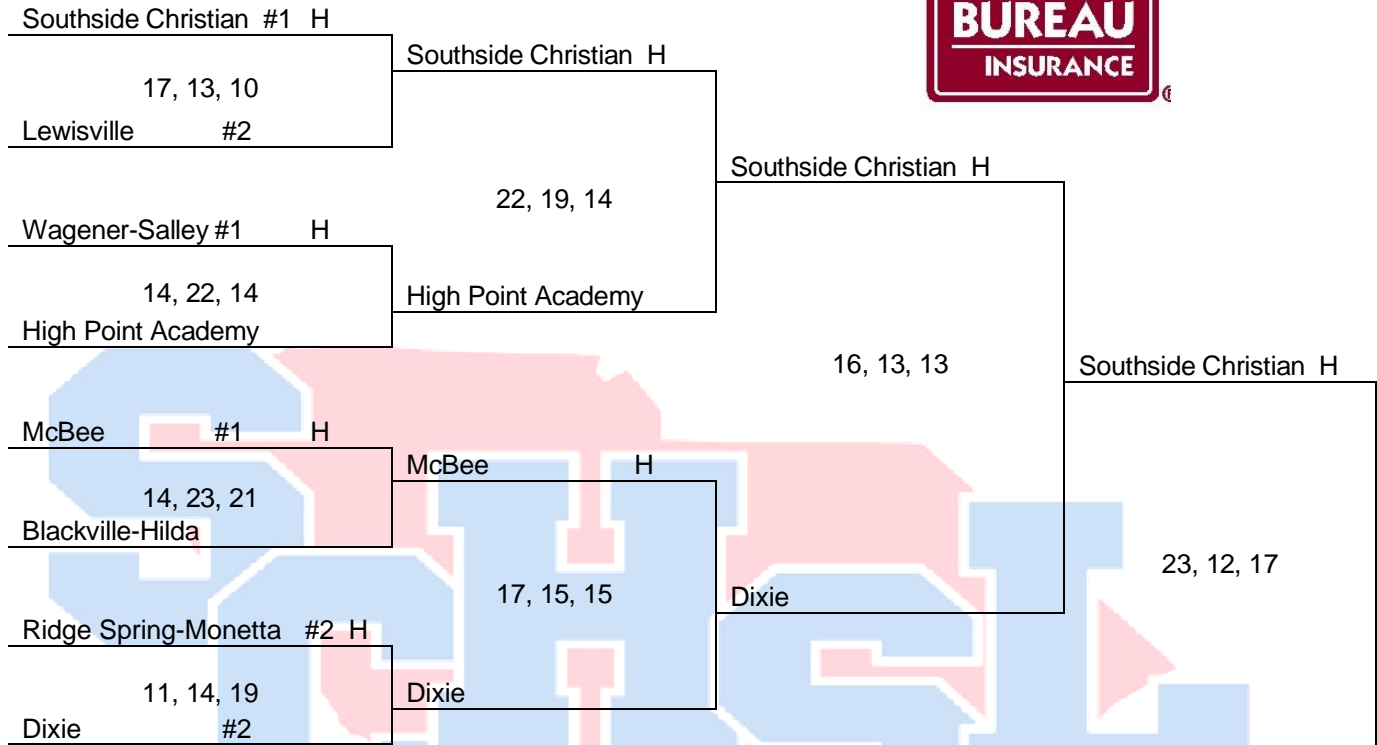 Southside Christian #1 H
BUREAU
INSURANCE
®
Southside Christian H
17, 13, 10
Lewisville #2
Southside Christian H
22, 19, 14
Wagener-Salley #1 H
14, 22, 14
High Point Academy
High Point Academy
16, 13, 13
Southside Christian H
McBee #1 H
McBee H
14, 23, 21
Blackville-Hilda
23, 12, 17
17, 15, 15
Dixie
Ridge Spring-Monetta #2 H
11, 14, 19
Dixie
Dixie #2
SCHSL